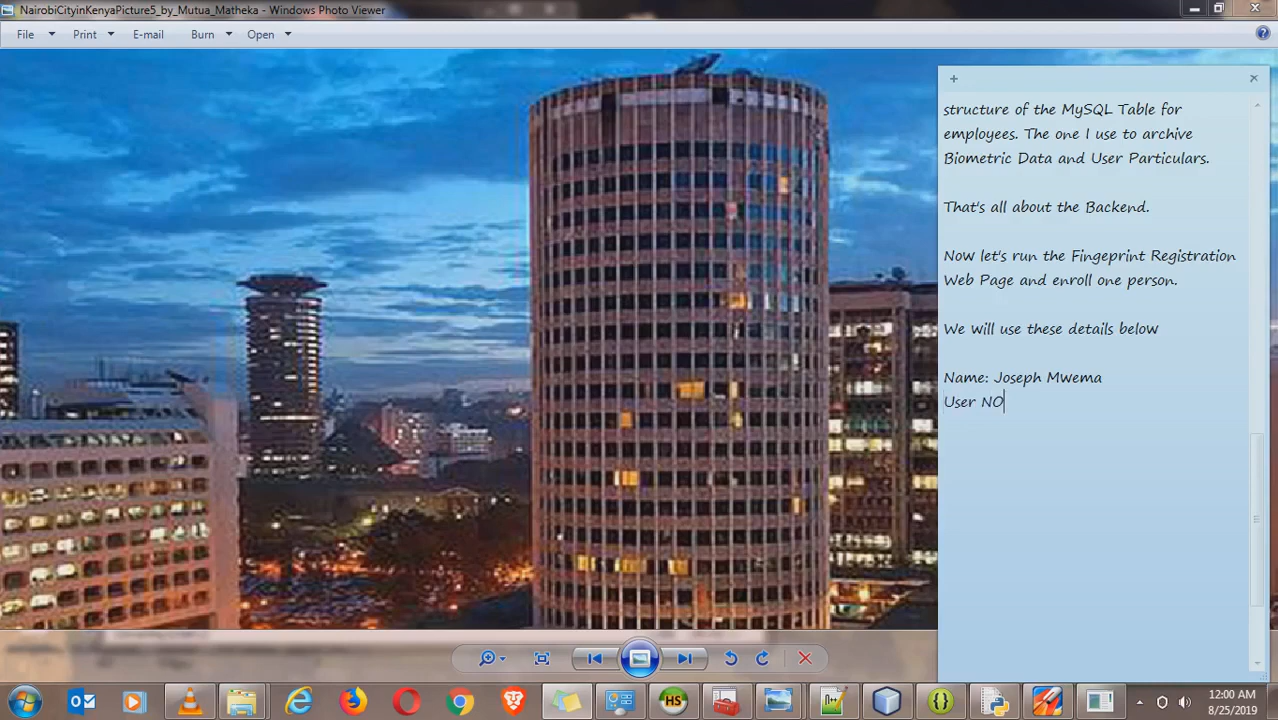 NairobiCityinKenyaPicture5_by_Mutua_Matheka - Windows Photo Viewer
File Print E-mail Burn Open
structure of the MySQL Table for
employees. The one I use to archive
Biometric Data and User Particulars.
That's all about the Backend.
Now let's run the Fingeprint Registration
Web Page and enroll one person.
We will use these details below
Name: Joseph Mwema
User NO
HS
12:00 AM
8/25/2019